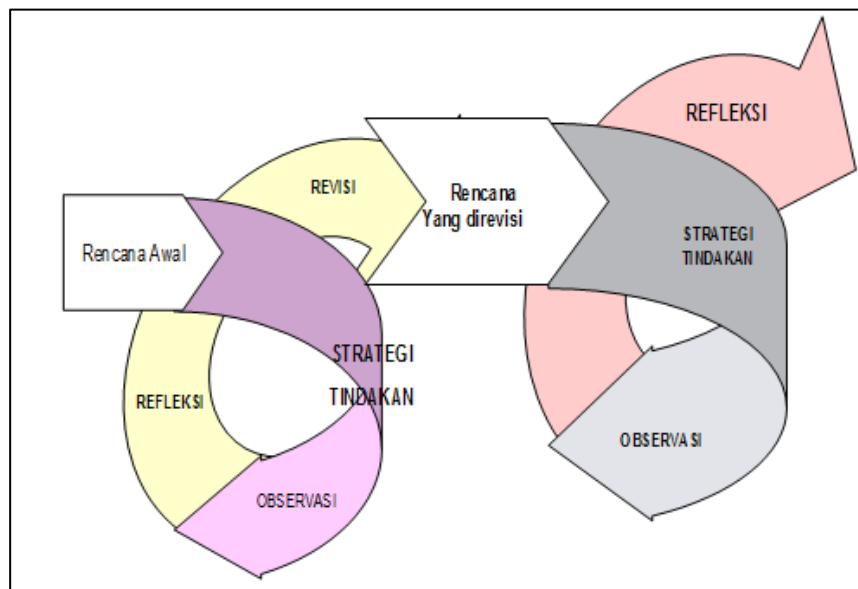 Rencana Awal
STRATEGI
TINDAKAN
OBSERVASI
REFLEKSI
REVISI
Rencana
Yang direvisi
STRATEGI
TINDAKAN
OBSERVASI
REFLEKSI